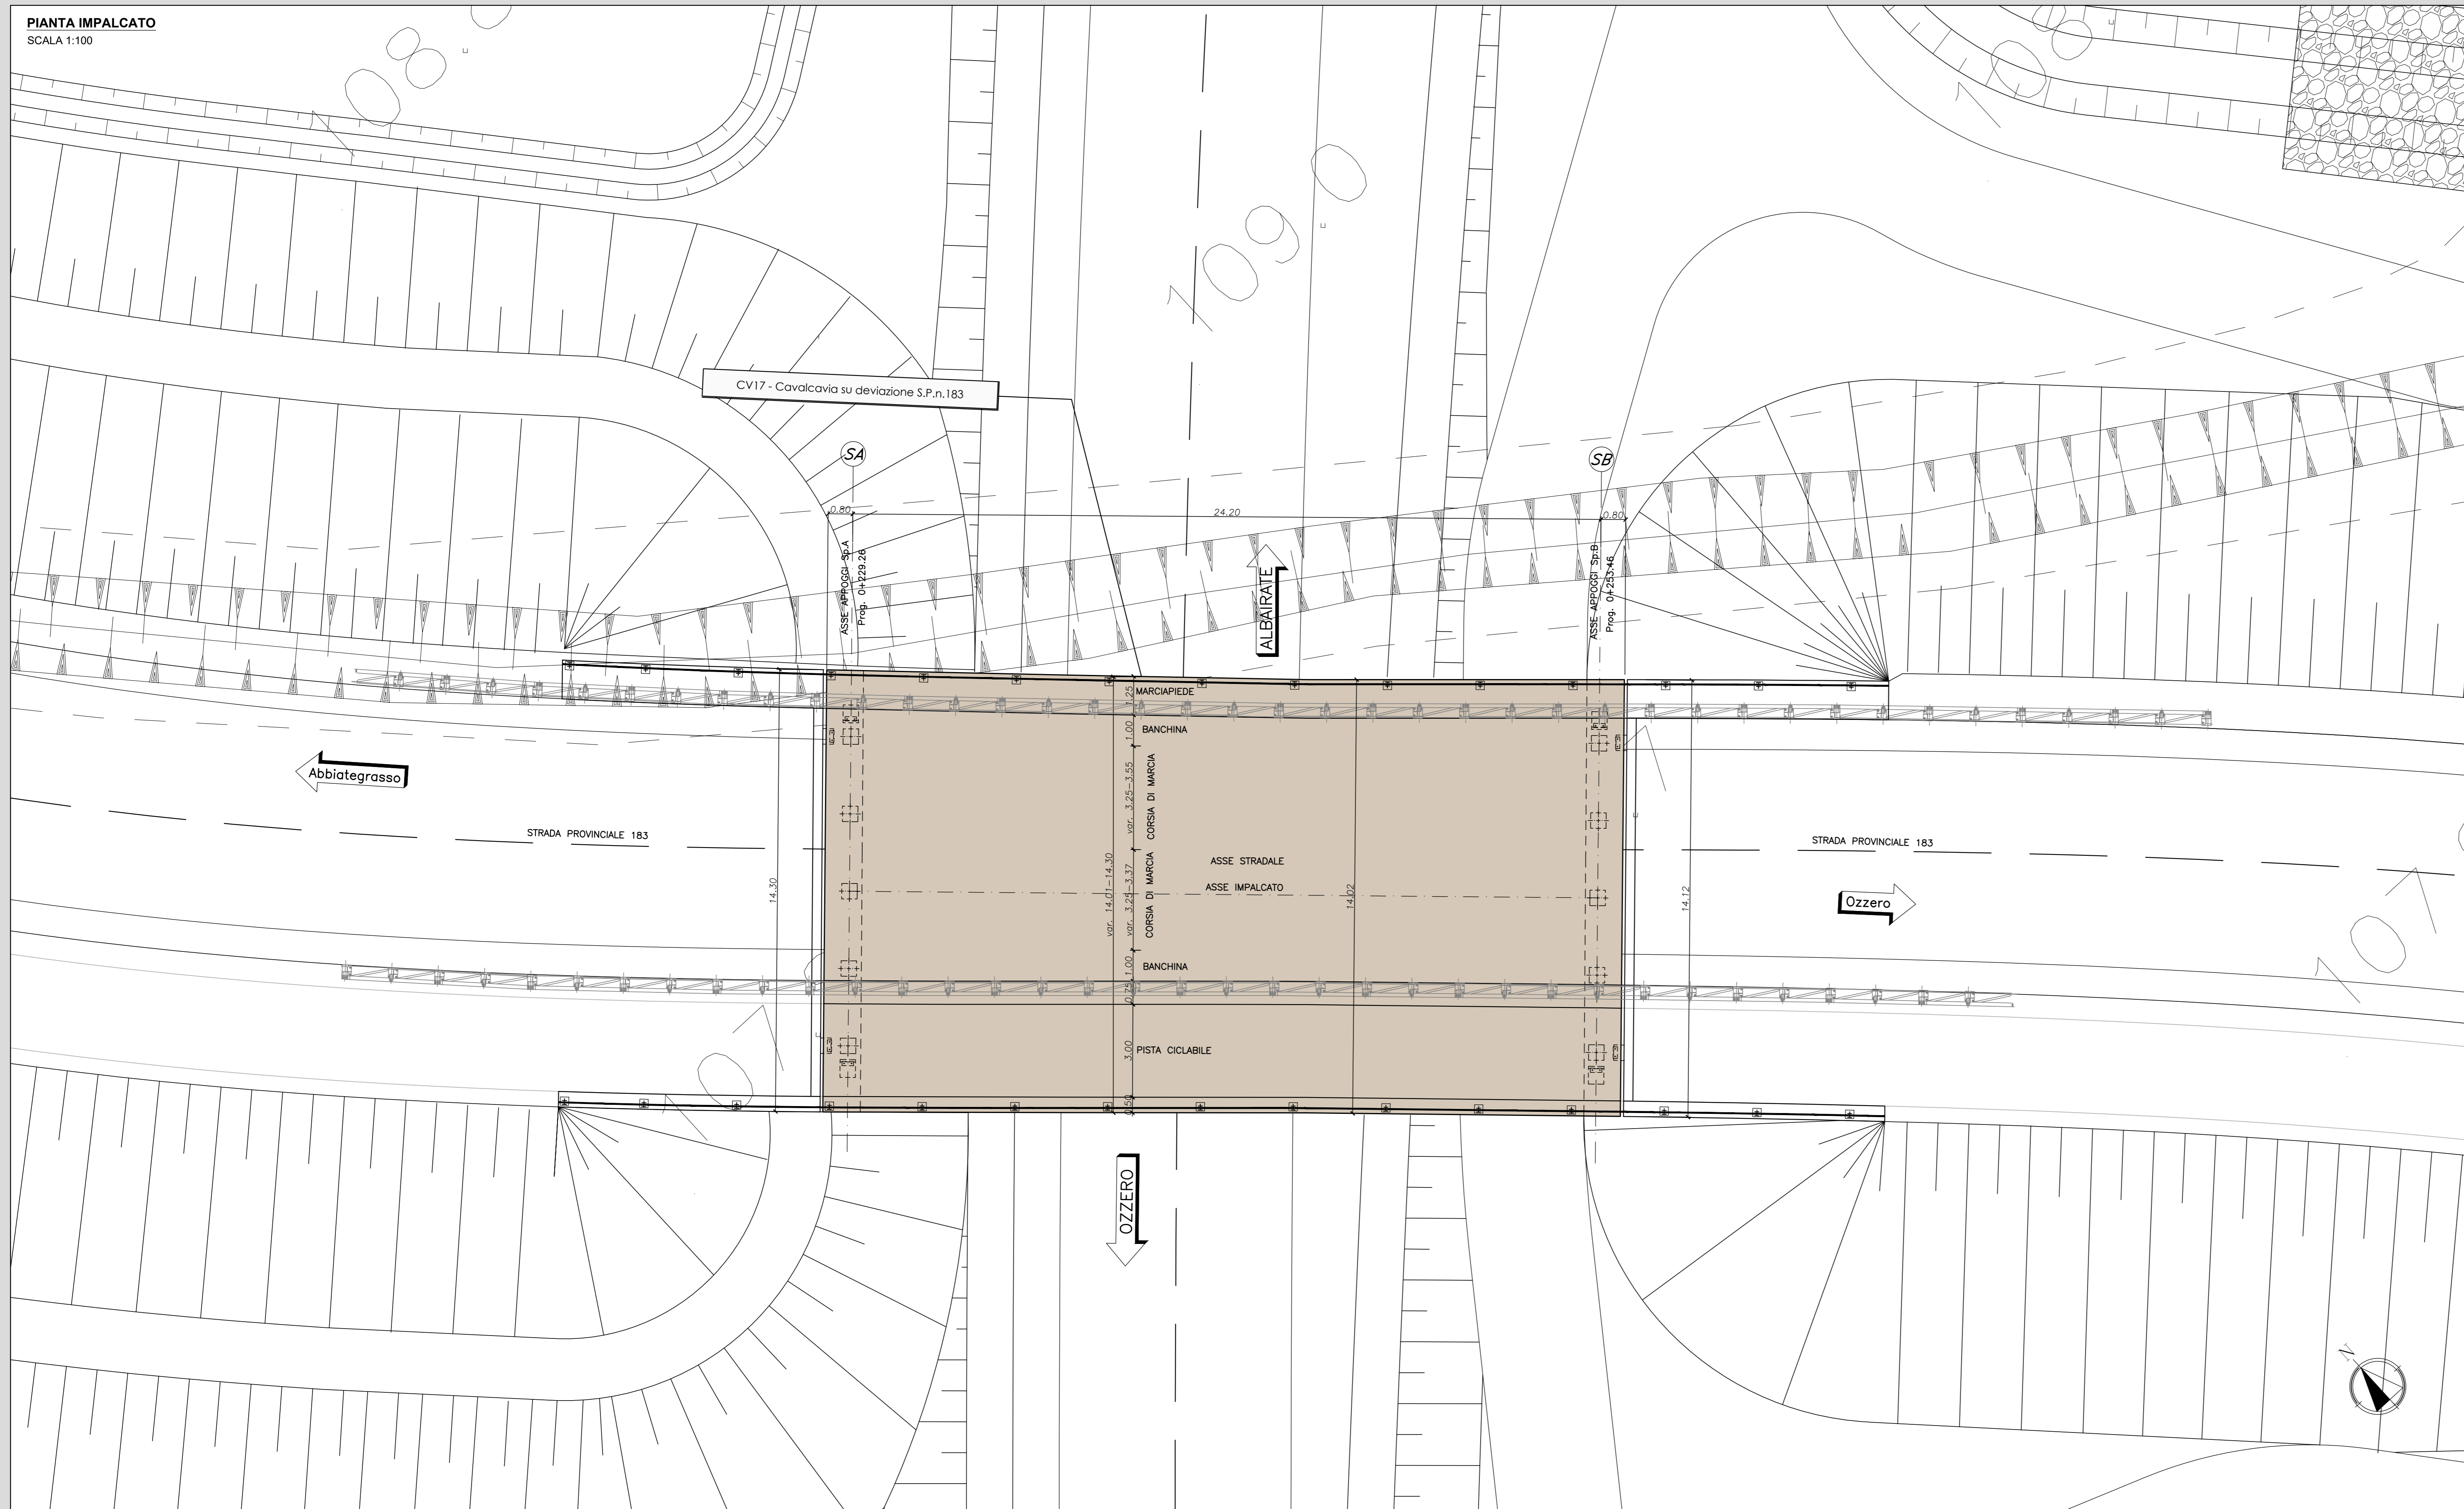 PIANTA IMPALCATO
SCALA 1:100
108
109
CV17 - Cavalcavia su deviazione S.P.n.183
SA
SB
0.80
24.20
0.80
ASSE APPOGGI Sp.A
Prog. 0+229.26
ASSE APPOGGI Sp.B
Prog. 0+253.46
ALBAIRATE
1.25
MARCIAPIEDE
1.00
BANCHINA
var. 3.25-3.55
CORSIA DI MARCIA
Abbiategrasso
STRADA PROVINCIALE 183
STRADA PROVINCIALE 183
ASSE STRADALE
ASSE IMPALCATO
14.30
var. 14.01-14.30
var. 3.25-3.37
CORSIA DI MARCIA
14.02
14.12
Ozzero
1.00
BANCHINA
0.75
3.00
PISTA CICLABILE
0.50
OZZERO
N